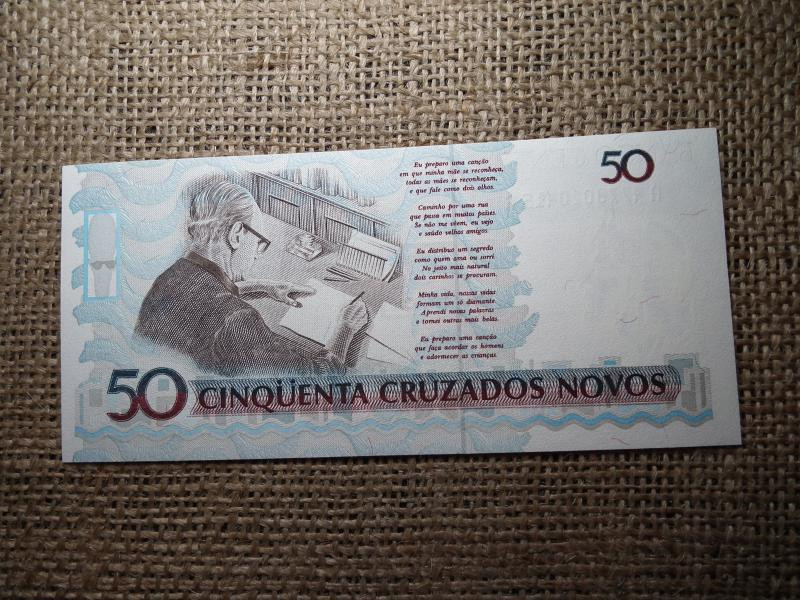 50
Eu preparo uma canção
em que minha mãe se reconheça,
todas as mães se reconheçam,
e que fale como dois olhos.
Caminho por uma rua
que passa em muitos países.
Se não me vêem, eu vejo
e saúdo velhos amigos.
Eu distribuo um segredo
como quem ama ou sorri.
No jeito mais natural
dois carinhos se procuram.
Minha vida, nossas vidas
formam um só diamante.
Aprendi novas palavras
e tornei outras mais belas.
Eu preparo uma canção
que faça acordar os homens
e adormecer as crianças.
50 CINQÜENTA CRUZADOS NOVOS